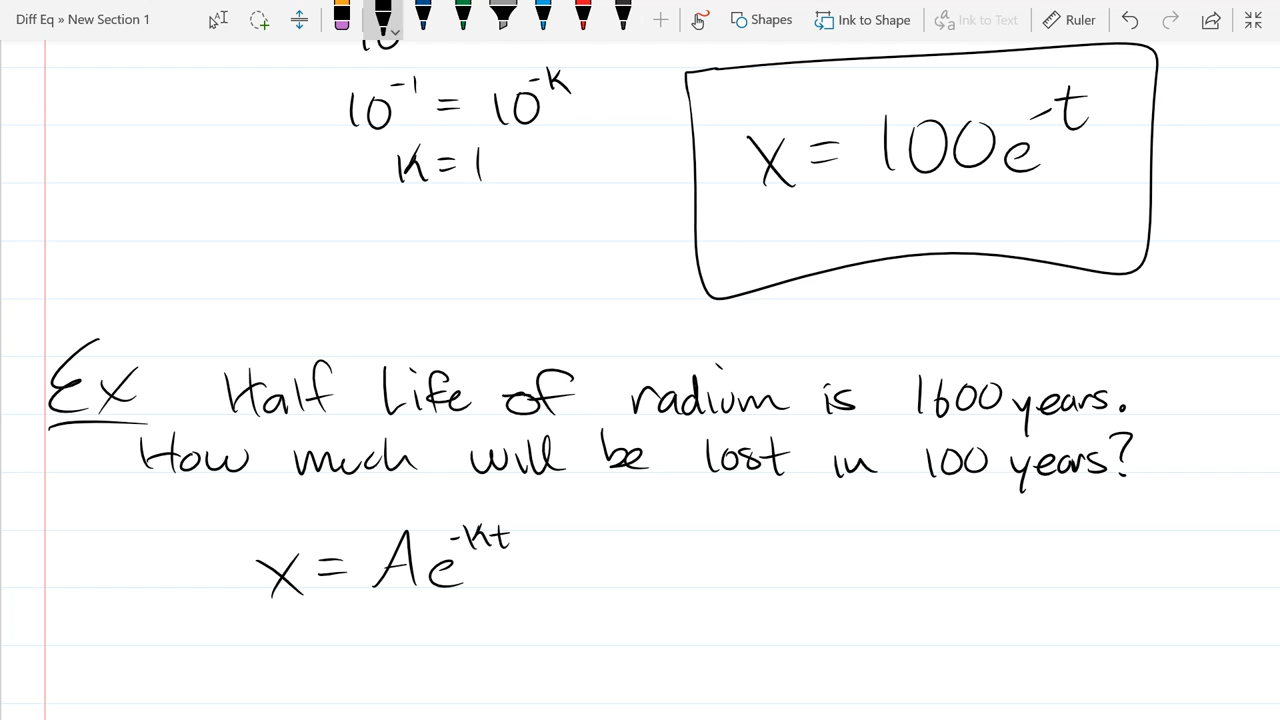 Diff Eq » New Section 1
Shapes
Ink to Shape
Ink to Text
Ruler
10
10^-1 = 10^-k
k = 1
x = 100e^-t
Ex Half Life of radium is 1600 years.
How much will be lost in 100 years?
x = Ae^-kt